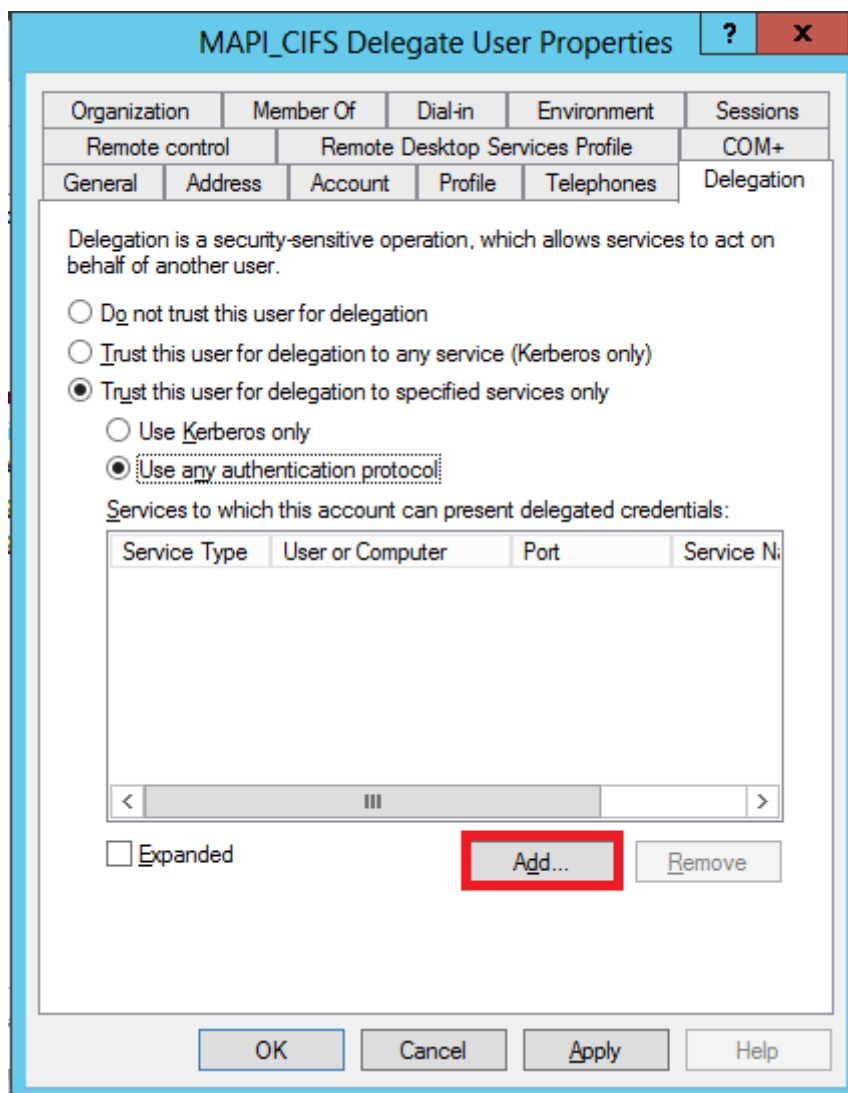 MAPI_CIFS Delegate User Properties ? x
Organization Member Of Dial-in Environment Sessions
Remote control Remote Desktop Services Profile COM+
General Address Account Profile Telephones Delegation
Delegation is a security-sensitive operation, which allows services to act on
behalf of another user.
Do not trust this user for delegation
Trust this user for delegation to any service (Kerberos only)
Trust this user for delegation to specified services only
Use Kerberos only
Use any authentication protocol
Services to which this account can present delegated credentials:
Service Type User or Computer Port Service
Expanded Add... Remove
OK Cancel Apply Help